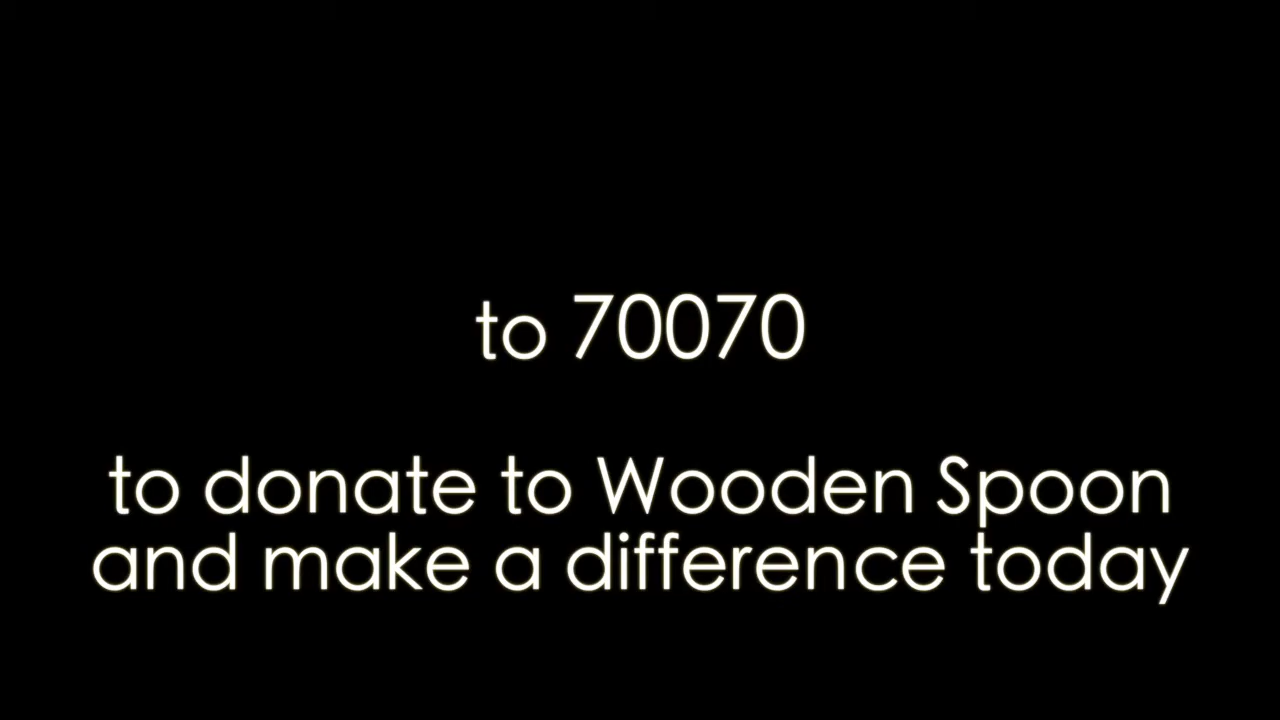 to 70070
to donate to Wooden Spoon
and make a difference today